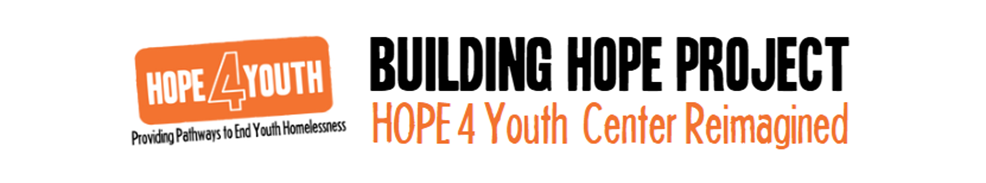 HOPE 4 YOUTH
Providing Pathways to End Youth Homelessness
BUILDING HOPE PROJECT
HOPE 4 Youth Center Reimagined